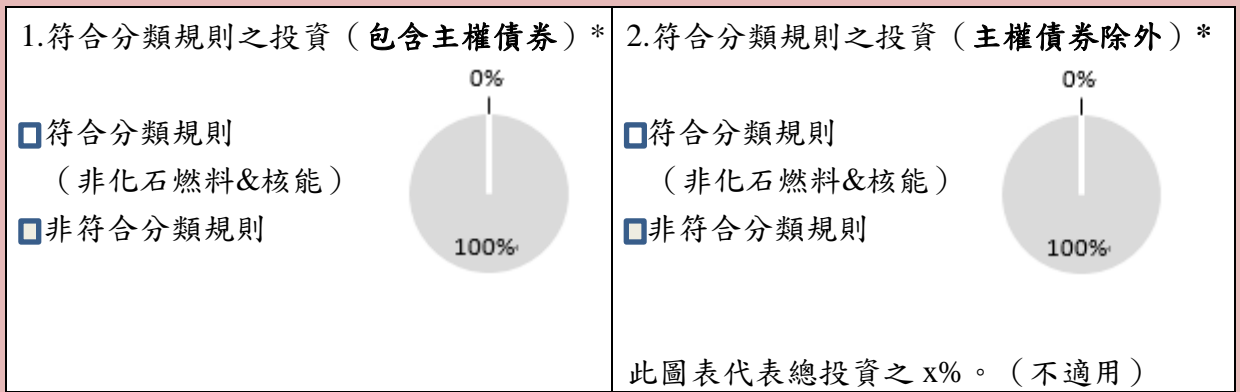 1.符合分類規則之投資（包含主權債券）*
0%
符合分類規則
（非化石燃料&核能）
非符合分類規則
100%
2.符合分類規則之投資（主權債券除外）*
0%
符合分類規則
（非化石燃料&核能）
非符合分類規則
100%
此圖表代表總投資之 x%。（不適用）